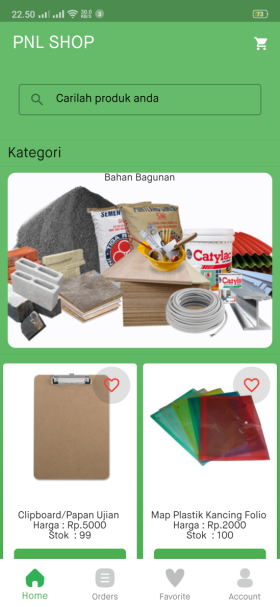 22.50
73
PNL SHOP
Carilah produk anda
Kategori
Bahan Bagunan
SEMEN
Catylac
Catylac
Clipboard/Papan Ujian
Harga : Rp.5000
Stok : 99
Map Plastik Kancing Folio
Harga : Rp.2000
Stok : 100
Home
Orders
Favorite
Account